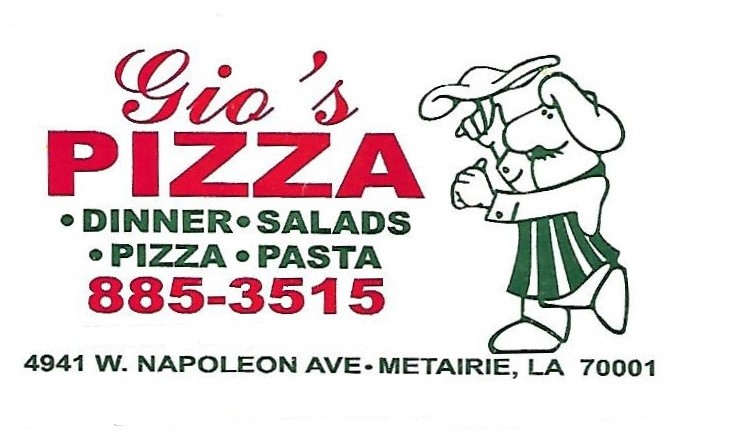 Gio's
PIZZA
• DINNER • SALADS
• PIZZA • PASTA
885-3515
4941 W. NAPOLEON AVE • METAIRIE, LA 70001